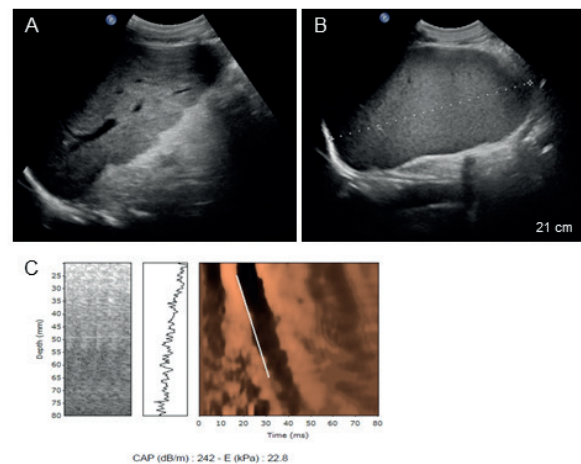 A
B
21 cm
C
25
30
35
40
45
50
55
60
65
70
75
80
Depth (mm)
0 10 20 30 40 50 60 70 80
Time (ms)
CAP (dB/m) : 242 - E (kPa) : 22.8